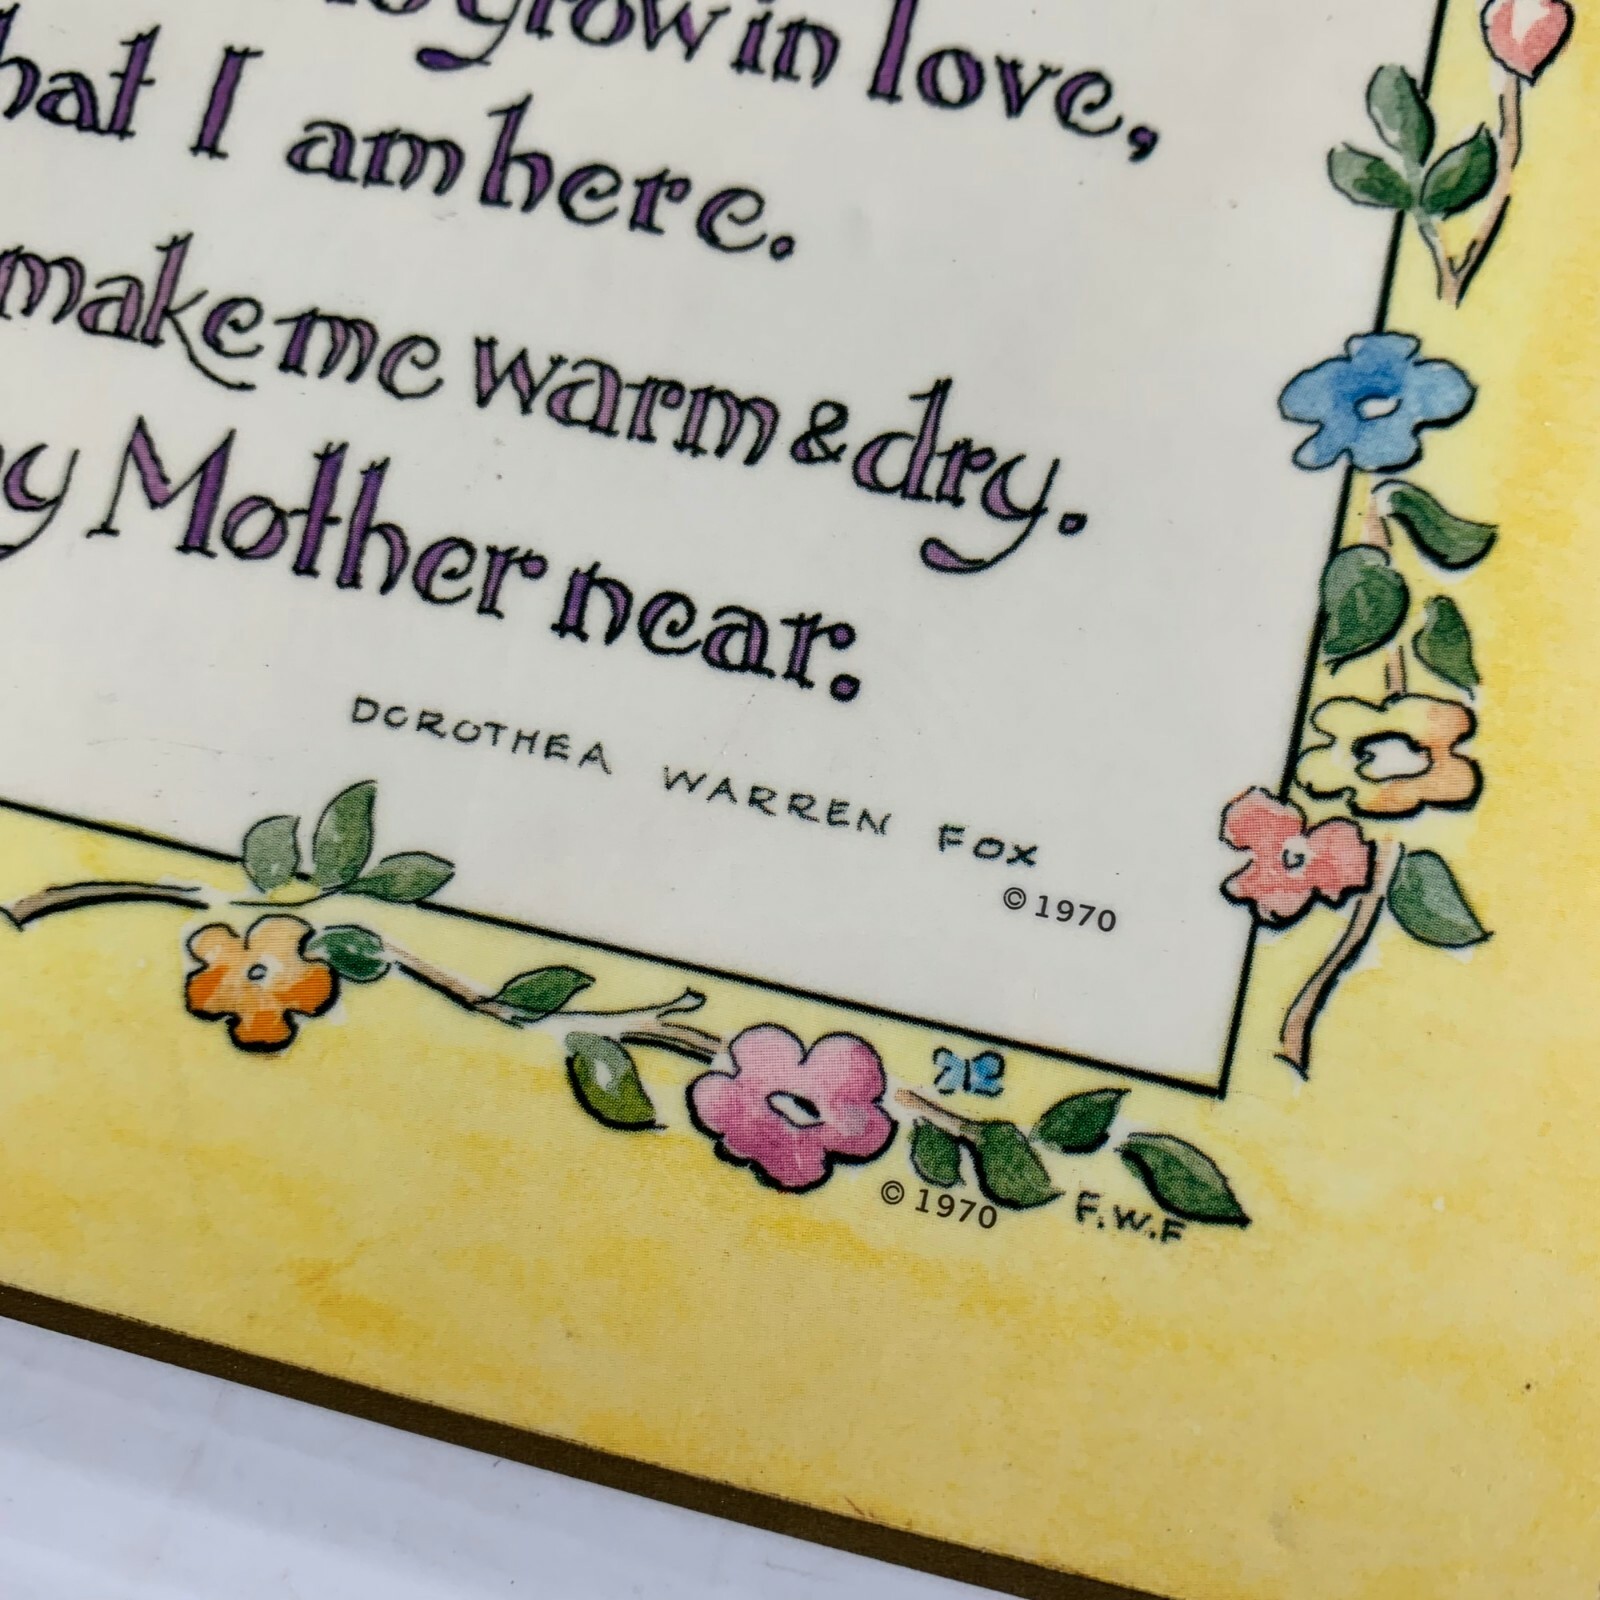 grow in love,
hat I am here.
make me warm & dry.
y Mother near.
DOROTHEA WARREN FOX
© 1970
© 1970 F.W.F